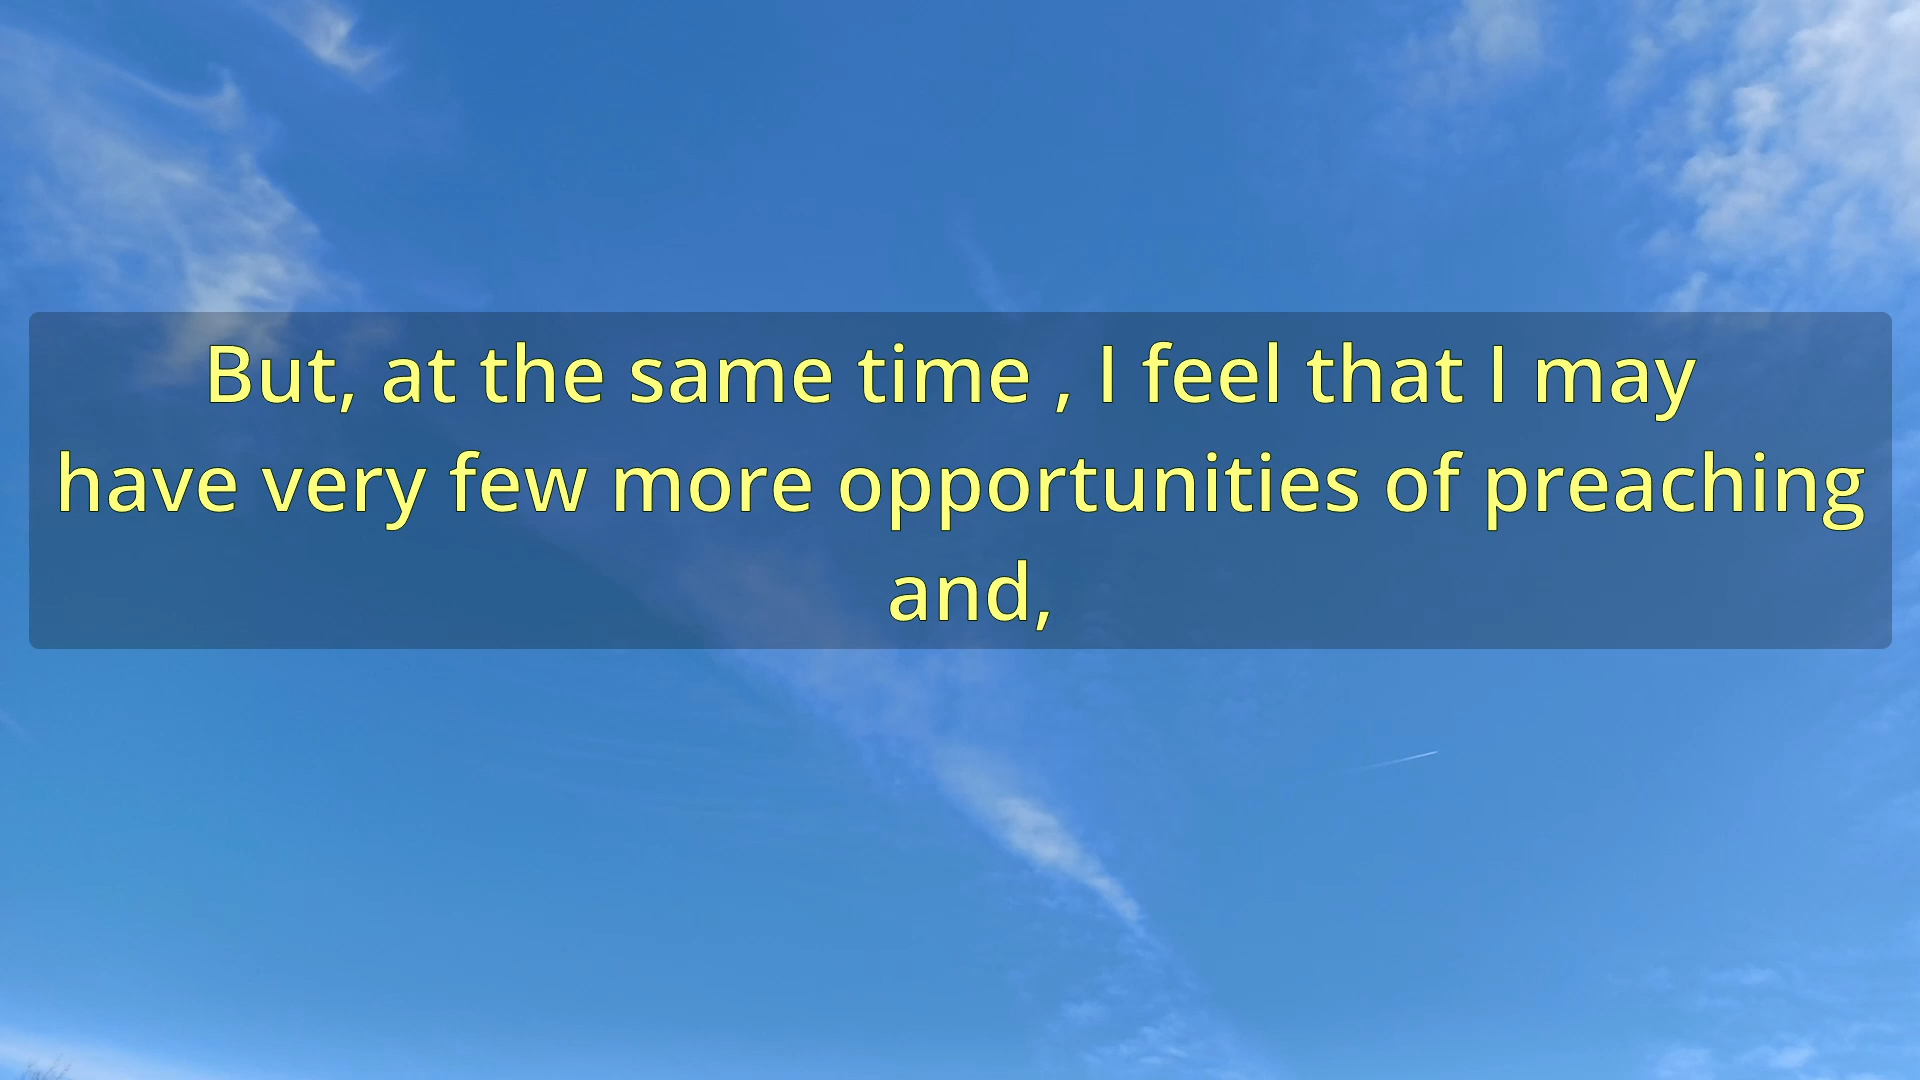 But, at the same time , I feel that I may
have very few more opportunities of preaching
and,